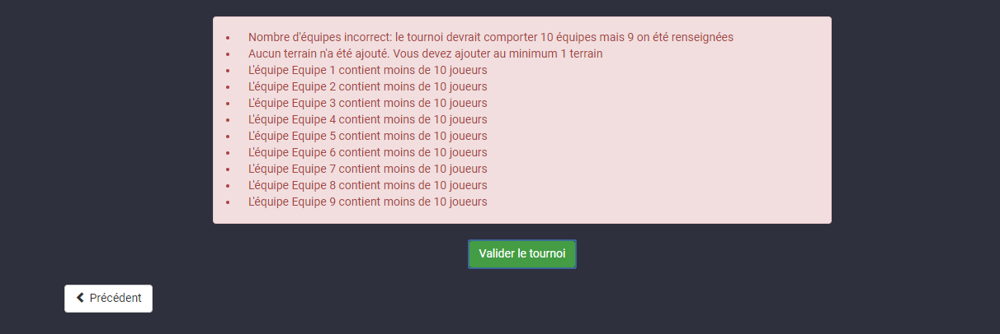 Nombre d'équipes incorrect: le tournoi devrait comporter 10 équipes mais 9 on été renseignées
Aucun terrain n'a été ajouté. Vous devez ajouter au minimum 1 terrain
L'équipe Equipe 1 contient moins de 10 joueurs
L'équipe Equipe 2 contient moins de 10 joueurs
L'équipe Equipe 3 contient moins de 10 joueurs
L'équipe Equipe 4 contient moins de 10 joueurs
L'équipe Equipe 5 contient moins de 10 joueurs
L'équipe Equipe 6 contient moins de 10 joueurs
L'équipe Equipe 7 contient moins de 10 joueurs
L'équipe Equipe 8 contient moins de 10 joueurs
L'équipe Equipe 9 contient moins de 10 joueurs
Valider le tournoi
Précédent